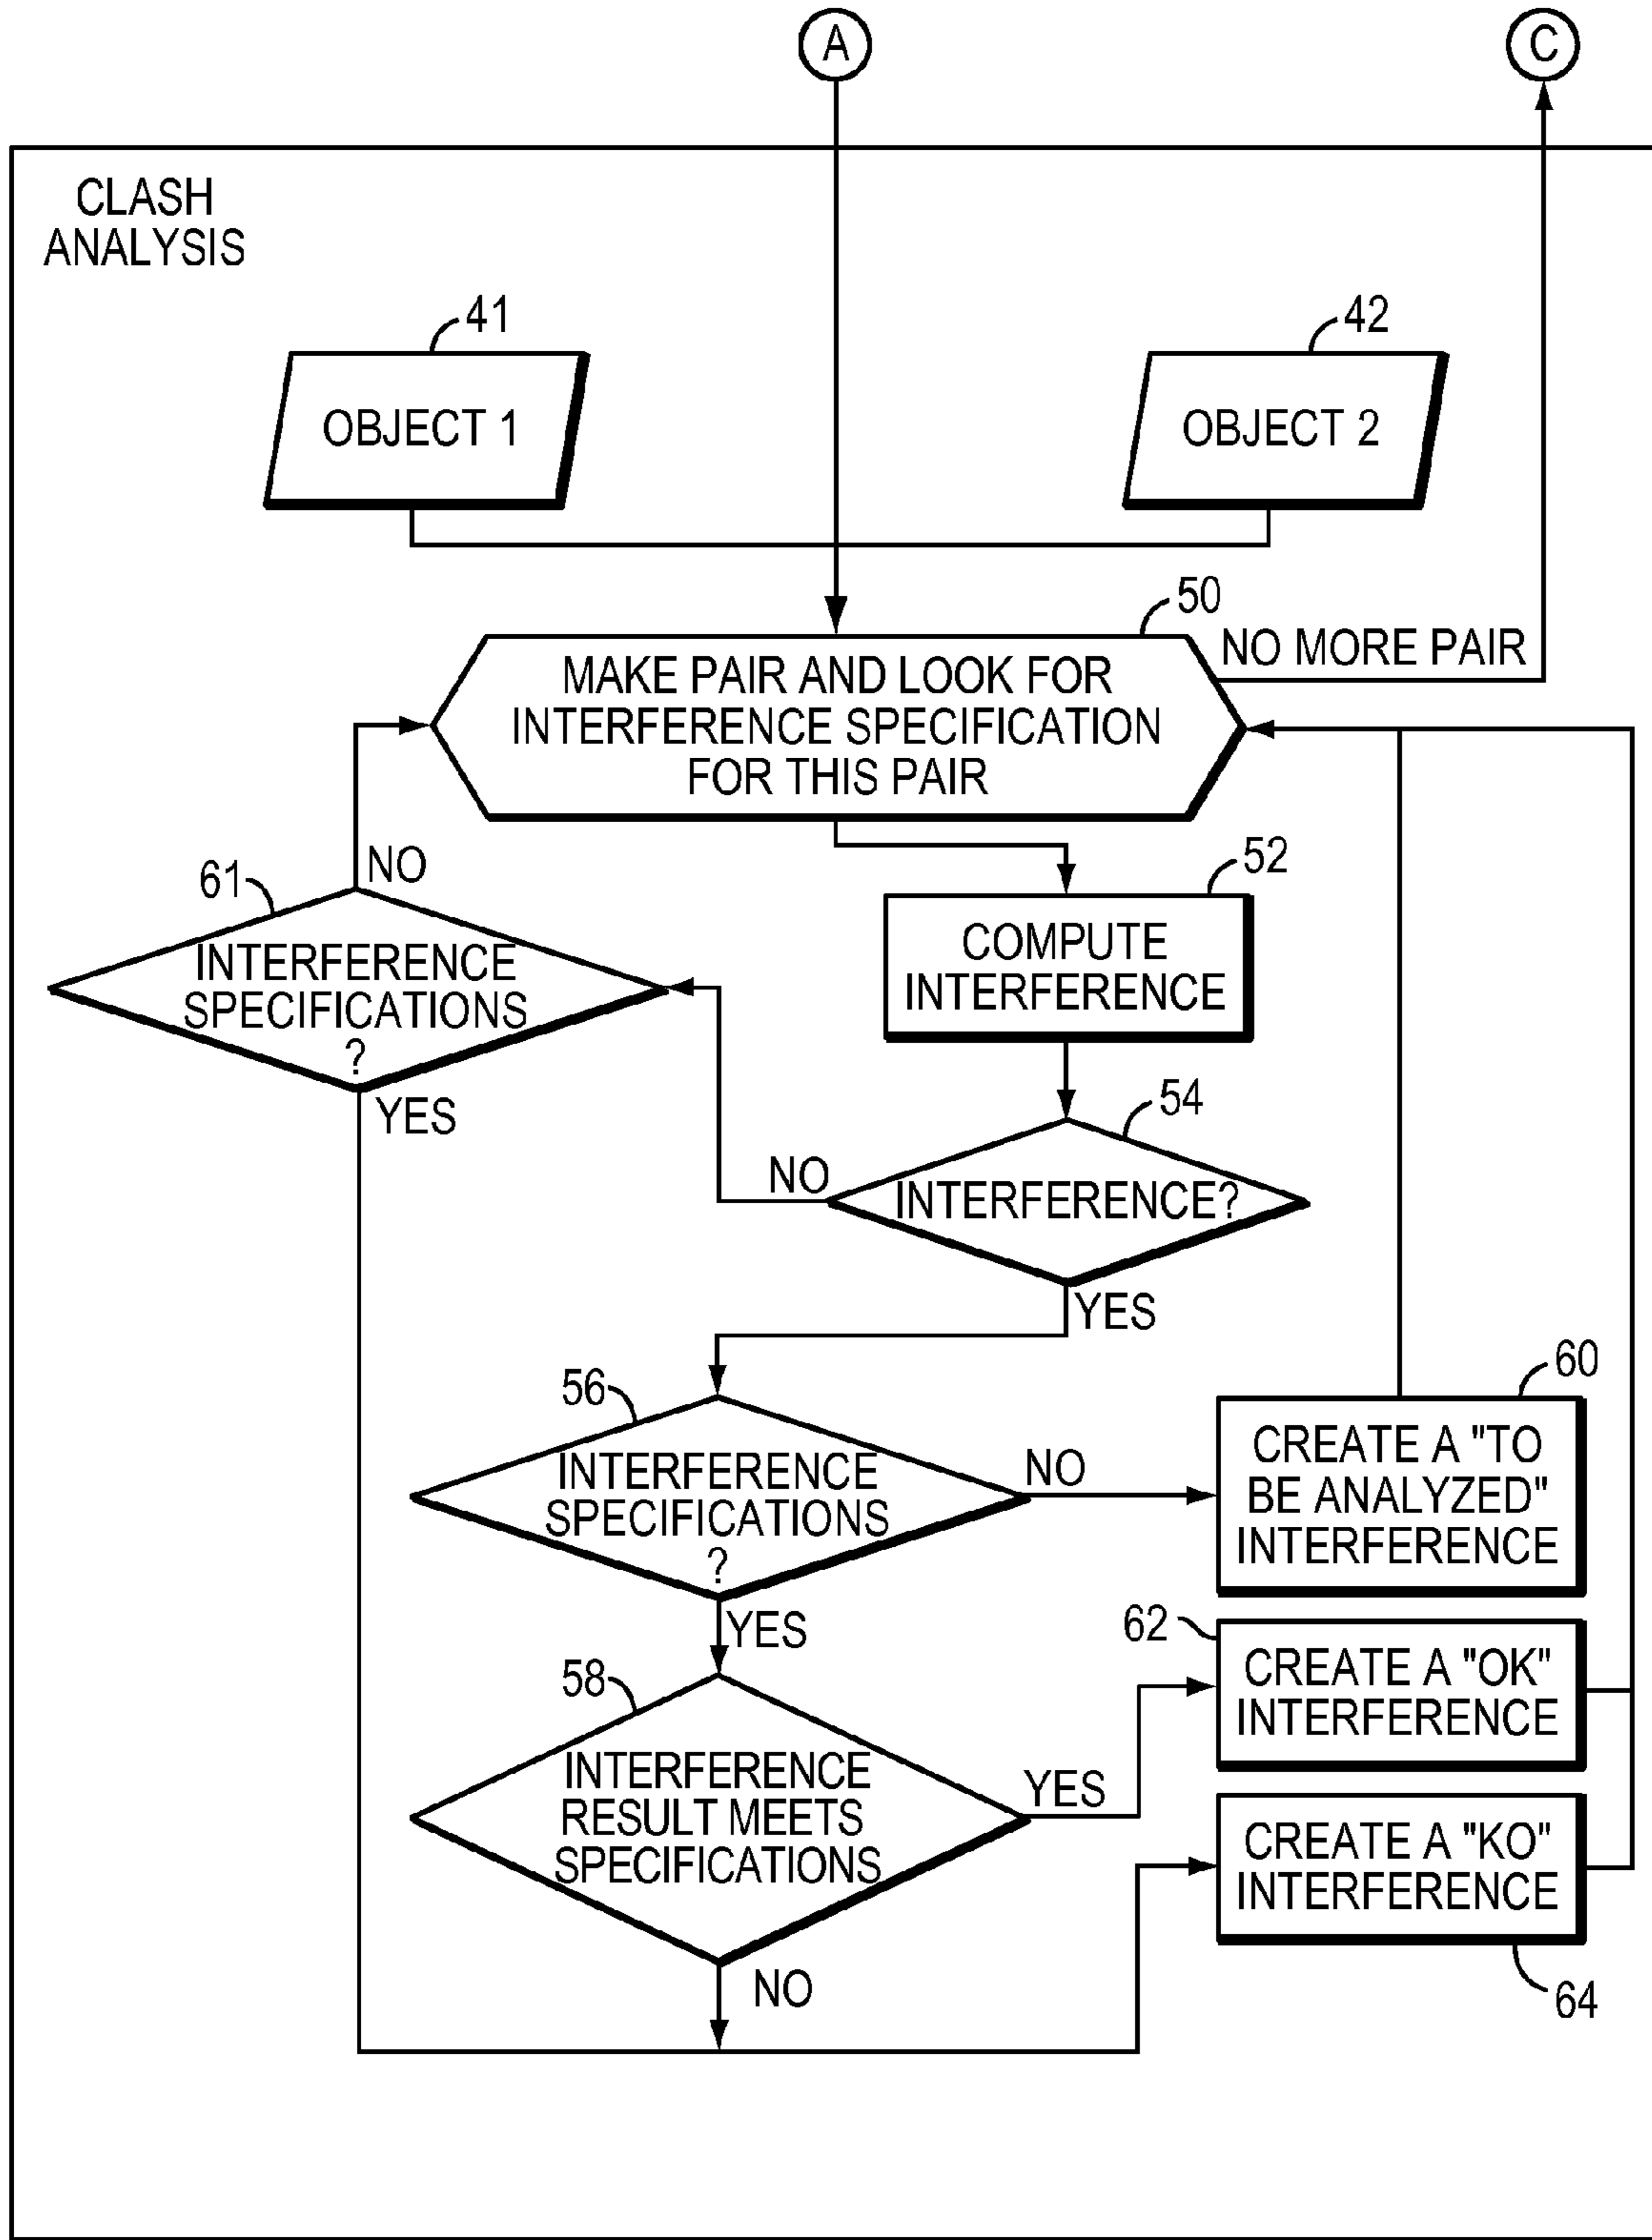 A
C
CLASH
ANALYSIS
41
42
OBJECT 1
OBJECT 2
50
NO MORE PAIR
MAKE PAIR AND LOOK FOR
INTERFERENCE SPECIFICATION
FOR THIS PAIR
NO
61
52
INTERFERENCE
SPECIFICATIONS
?
YES
COMPUTE
INTERFERENCE
54
NO
INTERFERENCE?
YES
56
60
INTERFERENCE
SPECIFICATIONS
?
NO
CREATE A "TO
BE ANALYZED"
INTERFERENCE
YES
62
58
CREATE A "OK"
INTERFERENCE
INTERFERENCE
RESULT MEETS
SPECIFICATIONS
YES
CREATE A "KO"
INTERFERENCE
NO
64